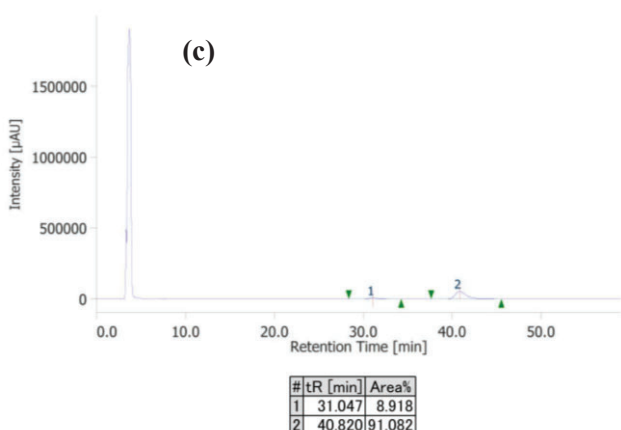 (c)
Intensity [µAU]
1500000
1000000
500000
0
1
2
0.0 10.0 20.0 30.0 40.0 50.0
Retention Time [min]
# tR [min] Area%
1 31.047 8.918
2 40.820 91.082